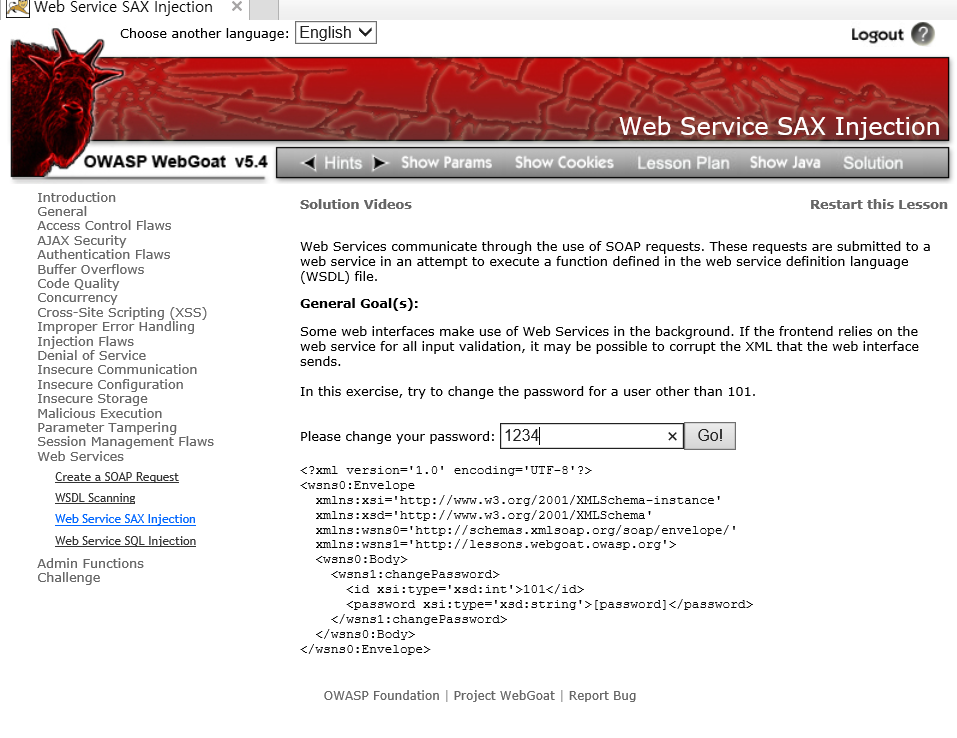 Web Service SAX Injection
Choose another language: English
Logout ?
Web Service SAX Injection
OWASP WebGoat v5.4
Hints Show Params Show Cookies Lesson Plan Show Java Solution
Introduction
General
Access Control Flaws
AJAX Security
Authentication Flaws
Buffer Overflows
Code Quality
Concurrency
Cross-Site Scripting (XSS)
Improper Error Handling
Injection Flaws
Denial of Service
Insecure Communication
Insecure Configuration
Insecure Storage
Malicious Execution
Parameter Tampering
Session Management Flaws
Web Services
Create a SOAP Request
WSDL Scanning
Web Service SAX Injection
Web Service SQL Injection
Admin Functions
Challenge
Solution Videos Restart this Lesson
Web Services communicate through the use of SOAP requests. These requests are submitted to a
web service in an attempt to execute a function defined in the web service definition language
(WSDL) file.
General Goal(s):
Some web interfaces make use of Web Services in the background. If the frontend relies on the
web service for all input validation, it may be possible to corrupt the XML that the web interface
sends.
In this exercise, try to change the password for a user other than 101.
Please change your password: 1234 × Go!
<?xml version='1.0' encoding='UTF-8'?>
<wsns0:Envelope
xmlns:xsi='http://www.w3.org/2001/XMLSchema-instance'
xmlns:xsd='http://www.w3.org/2001/XMLSchema'
xmlns:wsns0='http://schemas.xmlsoap.org/soap/envelope/'
xmlns:wsns1='http://lessons.webgoat.owasp.org'>
<wsns0:Body>
<wsns1:changePassword>
<id xsi:type='xsd:int'>101</id>
<password xsi:type='xsd:string'>[password]</password>
</wsns1:changePassword>
</wsns0:Body>
</wsns0:Envelope>
OWASP Foundation | Project WebGoat | Report Bug